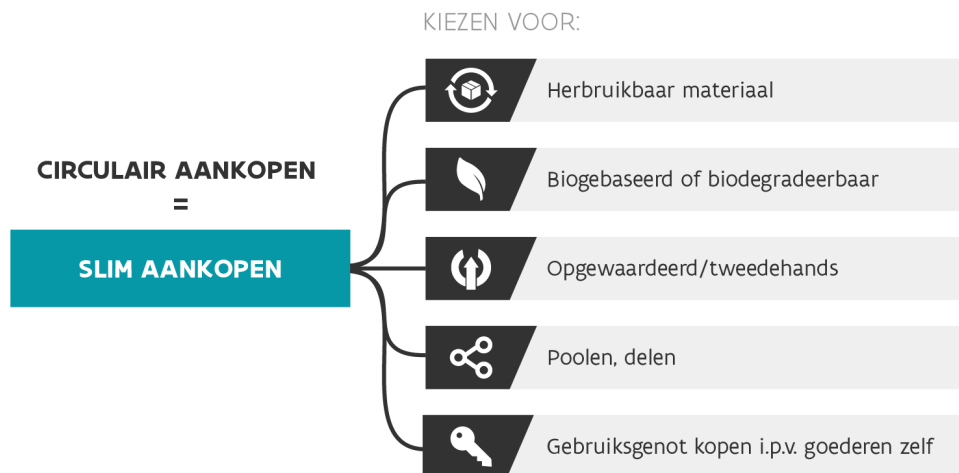 KIEZEN VOOR:
CIRCULAIR AANKOPEN
=
SLIM AANKOPEN
Herbruikbaar materiaal
Biogebaseerd of biodegradeerbaar
Opgewaardeerd/tweedehands
Poolen, delen
Gebruiksgenot kopen i.p.v. goederen zelf